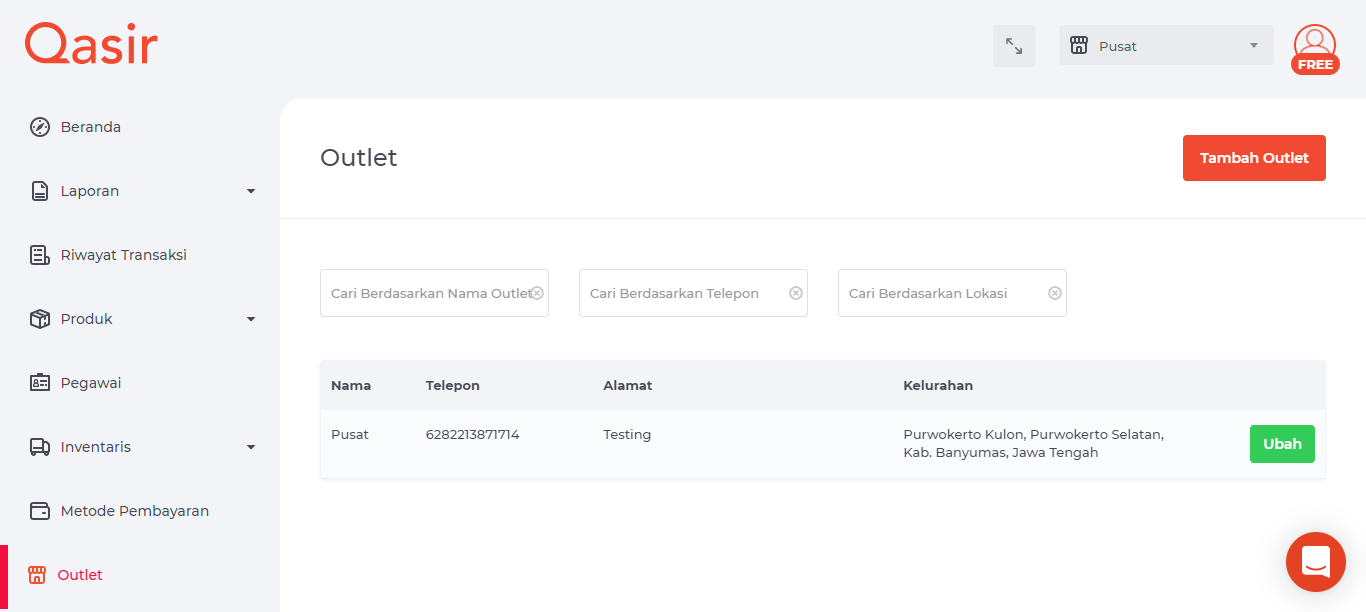 Qasir
Pusat
FREE
Beranda
Laporan
Riwayat Transaksi
Produk
Pegawai
Inventaris
Metode Pembayaran
Outlet
Outlet
Tambah Outlet
Cari Berdasarkan Nama Outlet
Cari Berdasarkan Telepon
Cari Berdasarkan Lokasi
Nama Telepon Alamat Kelurahan
Pusat 6282213871714 Testing Purwokerto Kulon, Purwokerto Selatan,
Kab. Banyumas, Jawa Tengah
Ubah